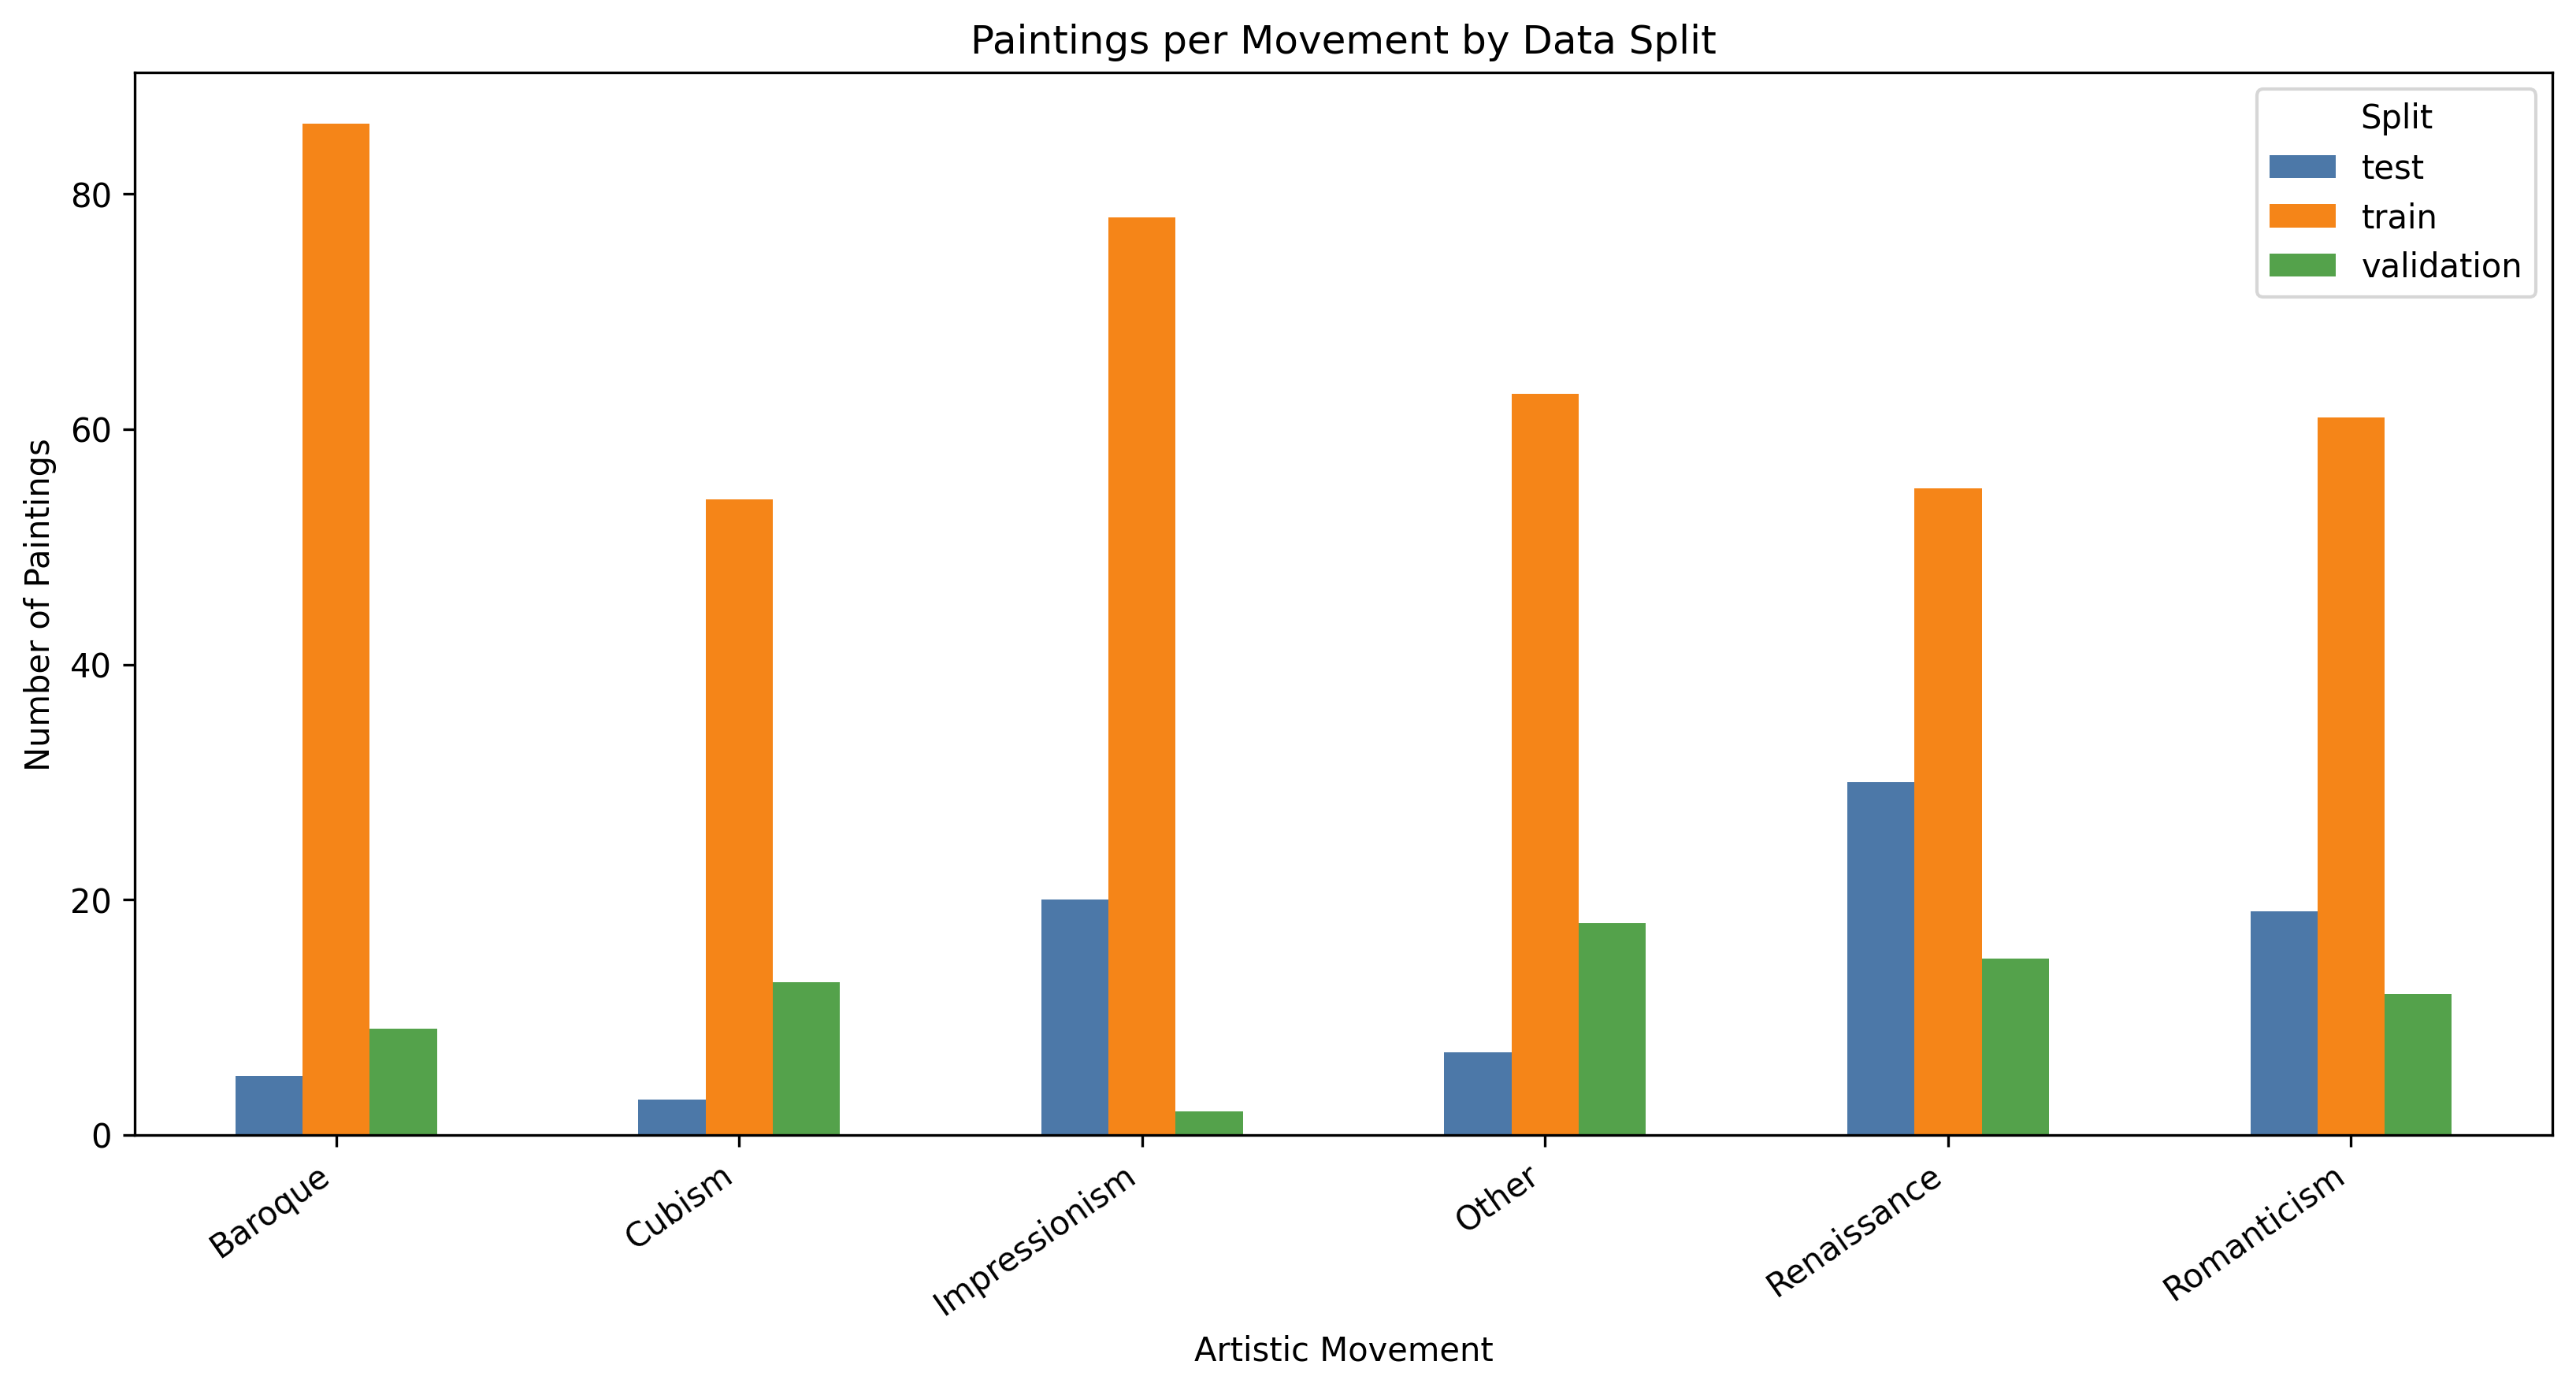 Paintings per Movement by Data Split
Split
test
train
validation
Number of Paintings
80
60
40
20
0
Baroque
Cubism
Impressionism
Other
Renaissance
Romanticism
Artistic Movement